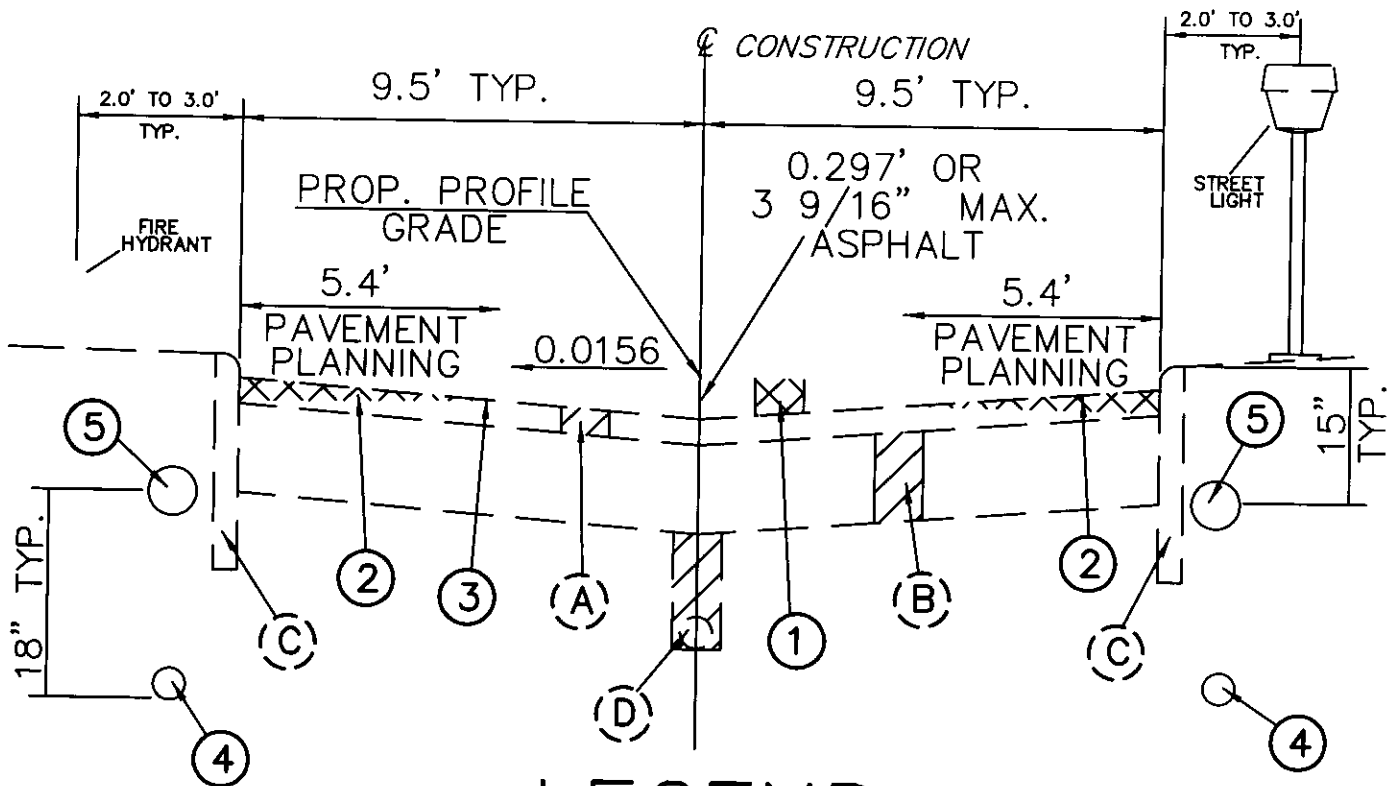 ℄ CONSTRUCTION
2.0' TO 3.0'
TYP.
9.5' TYP.
9.5' TYP.
2.0' TO 3.0'
TYP.
PROP. PROFILE
GRADE
0.297' OR
3 9/16" MAX.
ASPHALT
STREET
LIGHT
FIRE
HYDRANT
5.4'
PAVEMENT
PLANNING
0.0156
5.4'
PAVEMENT
PLANNING
5
5
15"
TYP.
18" TYP.
2
3
A
B
2
C
1
C
D
4
4